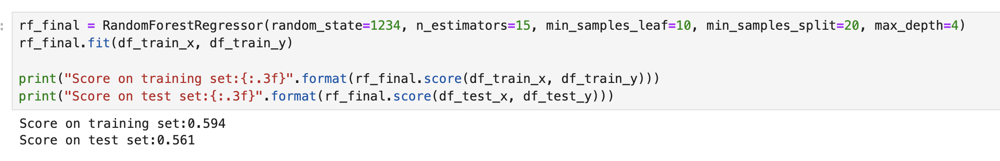 rf_final = RandomForestRegressor(random_state=1234, n_estimators=15, min_samples_leaf=10, min_samples_split=20, max_depth=4)
rf_final.fit(df_train_x, df_train_y)
print("Score on training set:{:.3f}".format(rf_final.score(df_train_x, df_train_y)))
print("Score on test set:{:.3f}".format(rf_final.score(df_test_x, df_test_y)))
Score on training set:0.594
Score on test set:0.561